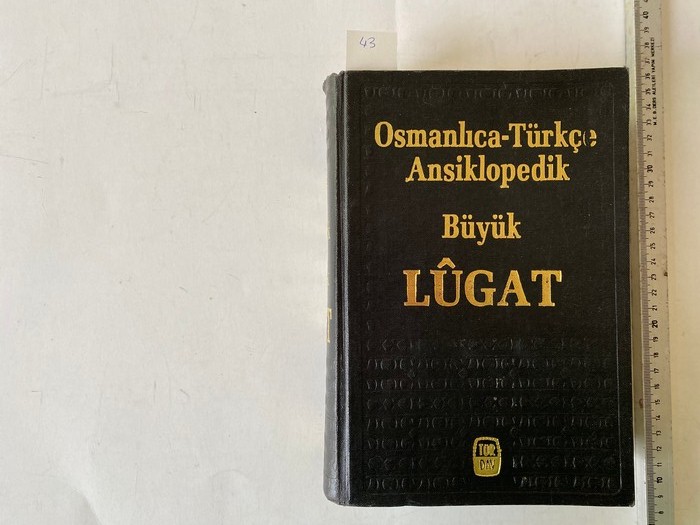 43
Osmanlıca-Türkçe
Ansiklopedik
Büyük
LÛGAT
TÜR
DAV
T